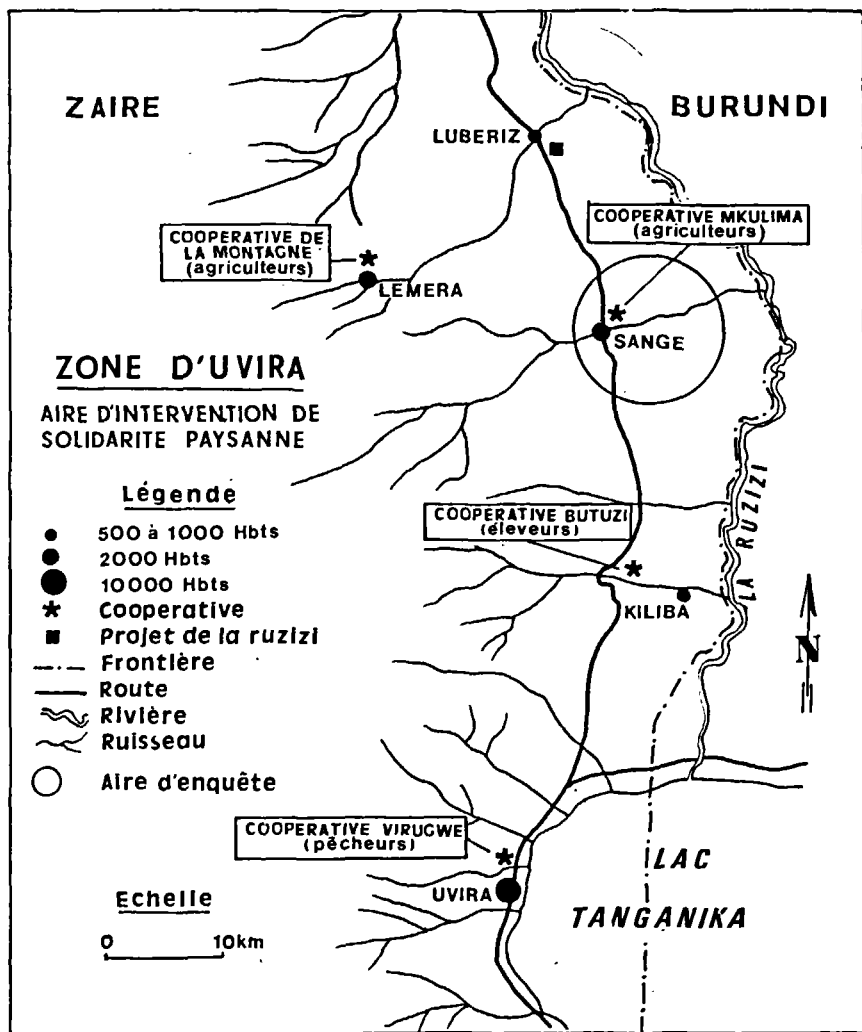 ZAIRE
BURUNDI
LUBERIZ
COOPERATIVE MKULIMA
(agriculteurs)
COOPERATIVE DE
LA MONTAGNE
(agriculteurs)
LEMERA
SANGE
ZONE D'UVIRA
AIRE D'INTERVENTION DE
SOLIDARITE PAYSANNE
Légende
500 à 1000 Hbts
2000 Hbts
10000 Hbts
Cooperative
Projet de la ruzizi
Frontière
Route
Rivière
Ruisseau
Aire d'enquête
COOPERATIVE BUTUZI
(éleveurs)
KILIBA
LA RUZIZI
N
COOPERATIVE VIRUGWE
(pêcheurs)
UVIRA
LAC
TANGANIKA
Echelle
0 10km